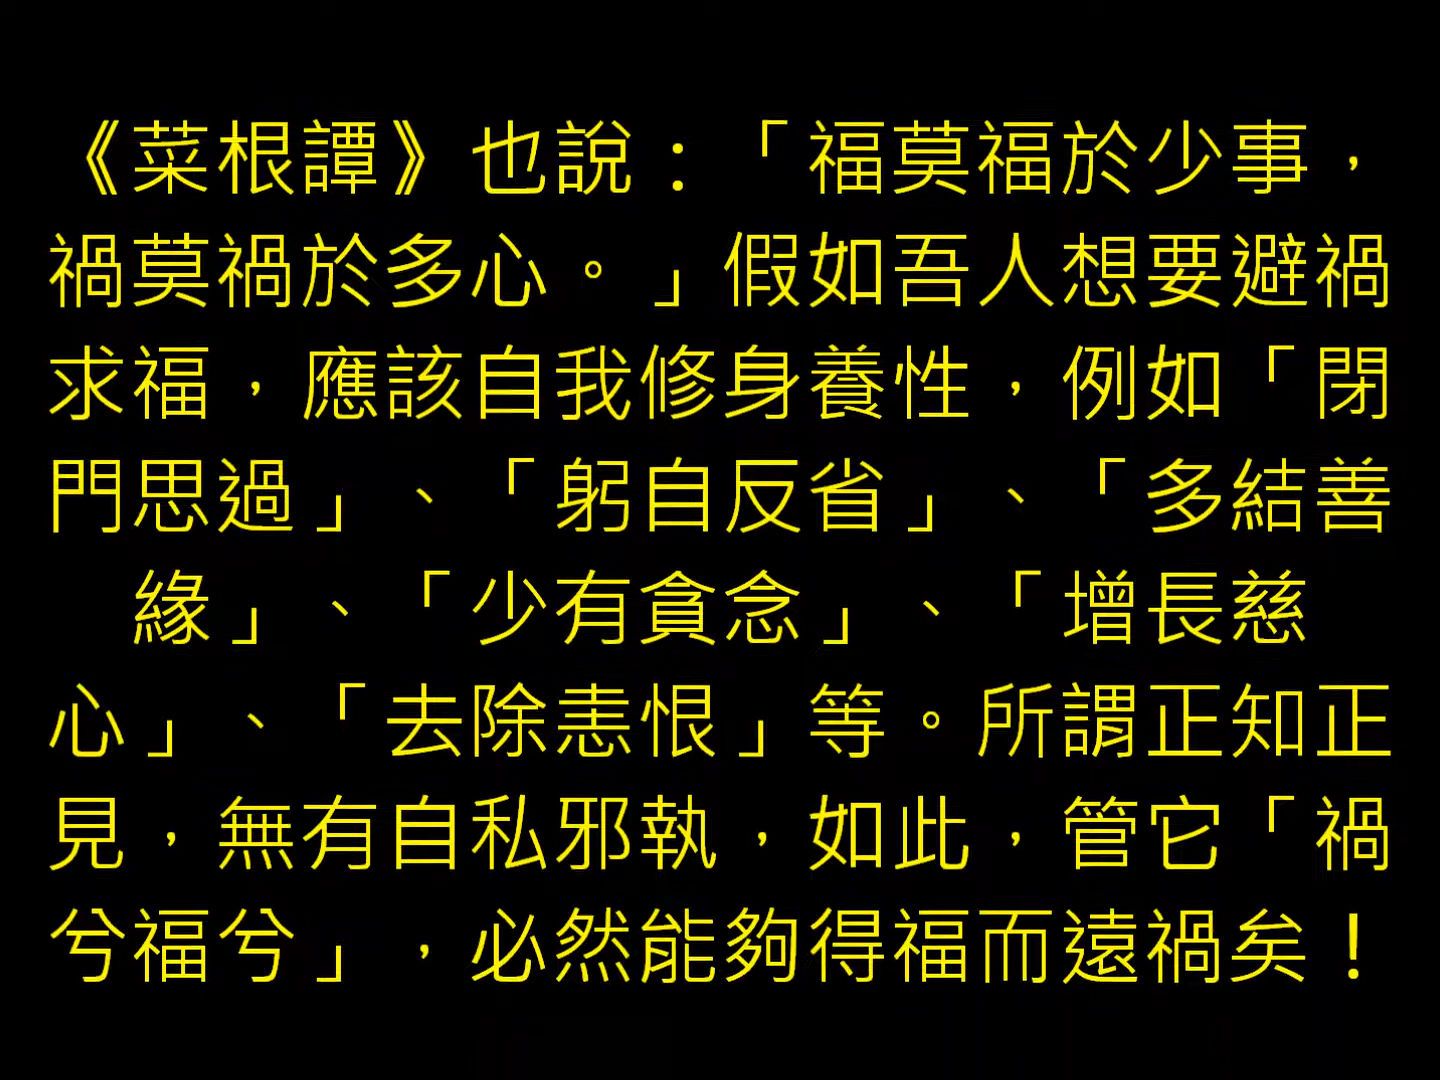 《菜根譚》也說：「福莫福於少事，
禍莫禍於多心。」假如吾人想要避禍
求福，應該自我修身養性，例如「閉
門思過」、「躬自反省」、「多結善
緣」、「少有貪念」、「增長慈
心」、「去除恚恨」等。所謂正知正
見，無有自私邪執，如此，管它「禍
兮福兮」，必然能夠得福而遠禍矣！